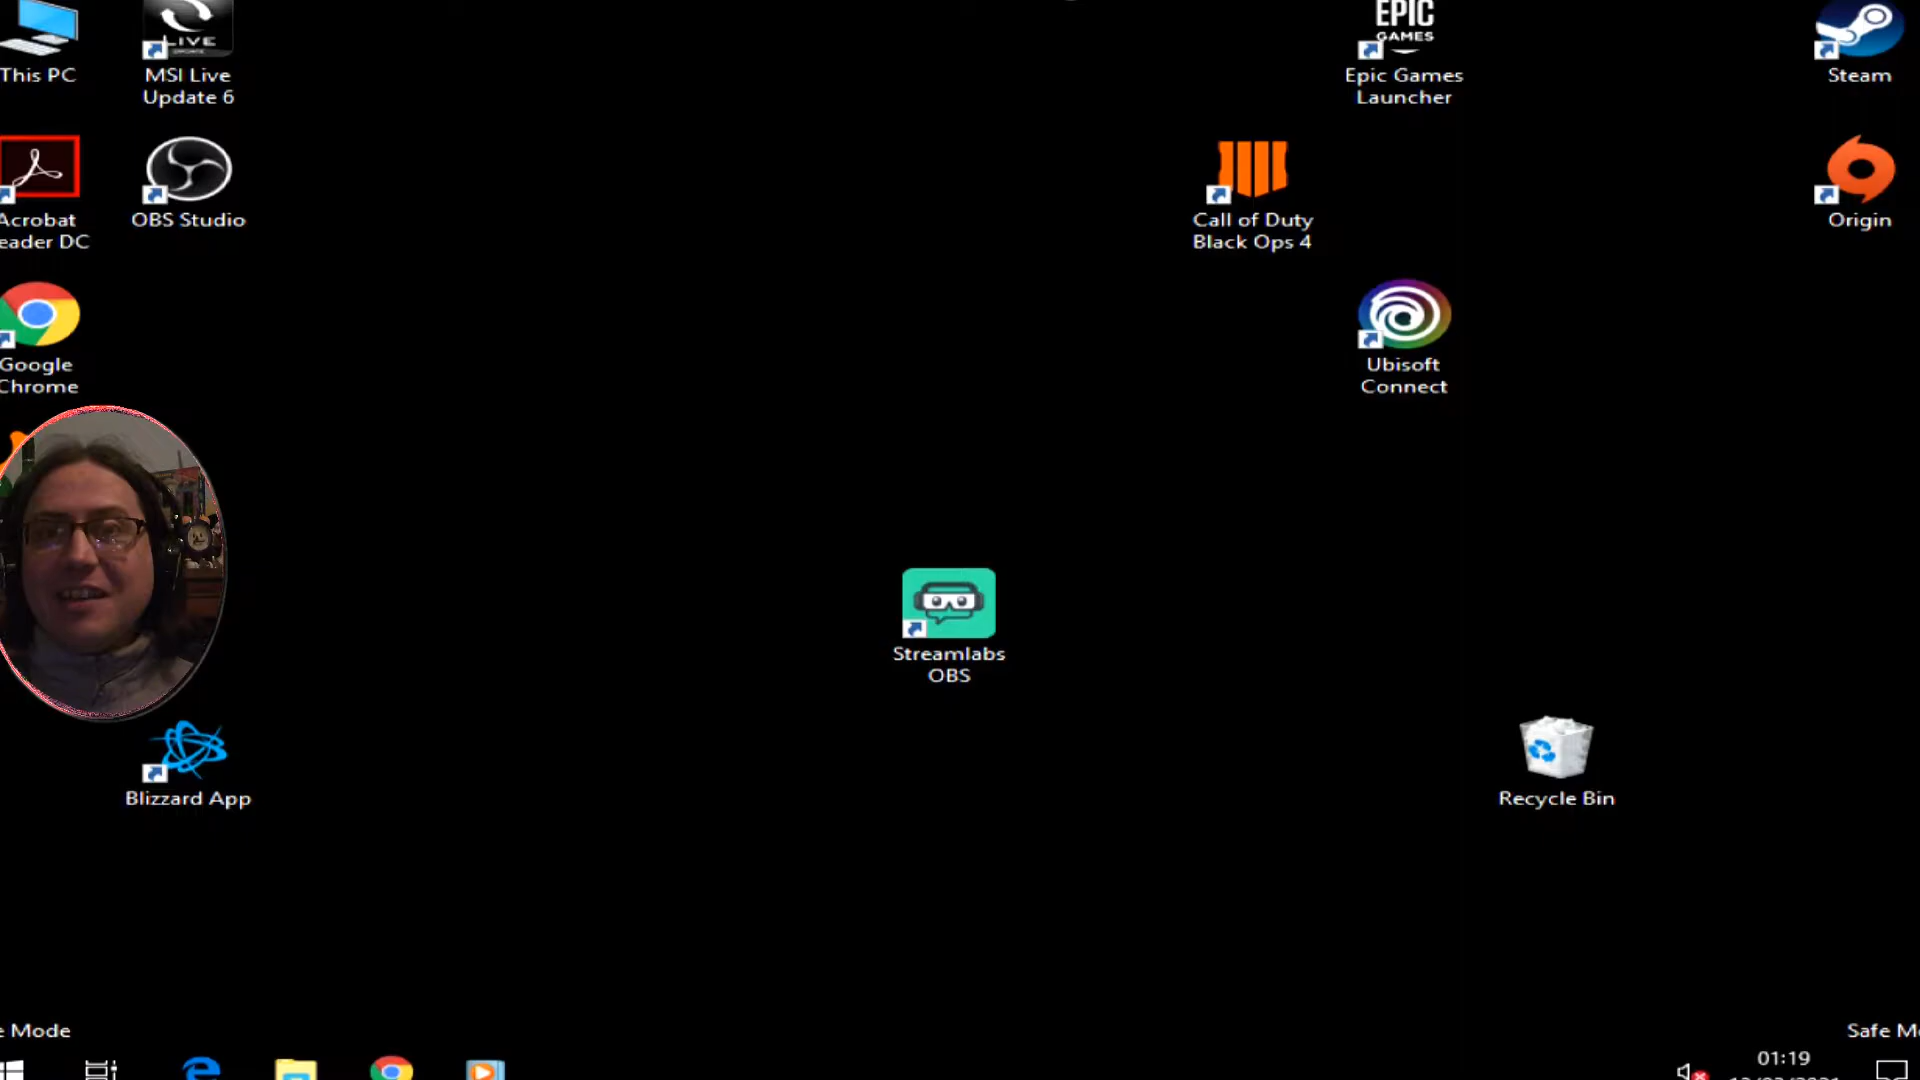 This PC
MSI Live
Update 6
LIVE
EPIC
GAMES
Epic Games
Launcher
Steam
Acrobat
eader DC
OBS Studio
Call of Duty
Black Ops 4
Origin
Google
Chrome
Ubisoft
Connect
Streamlabs
OBS
Blizzard App
Recycle Bin
e Mode
Safe Mo
01:19